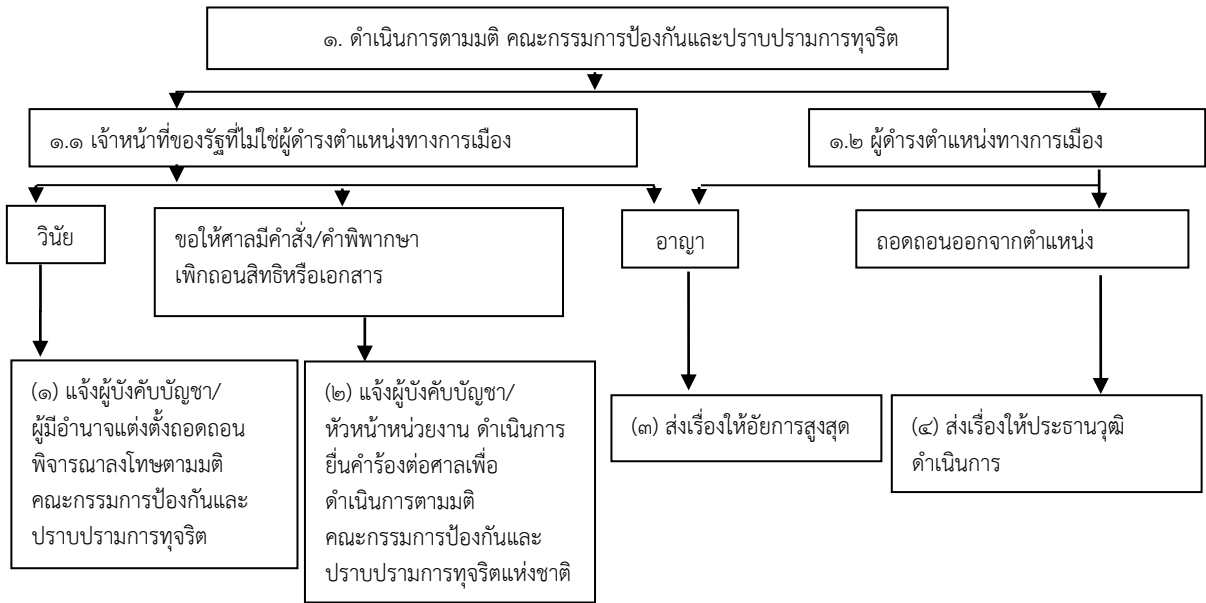 ๑. ดำเนินการตามมติ คณะกรรมการป้องกันและปราบปรามการทุจริต
๑.๑ เจ้าหน้าที่ของรัฐที่ไม่ใช่ผู้ดำรงตำแหน่งทางการเมือง
๑.๒ ผู้ดำรงตำแหน่งทางการเมือง
วินัย
ขอให้ศาลมีคำสั่ง/คำพิพากษา
เพิกถอนสิทธิหรือเอกสาร
อาญา
ถอดถอนออกจากตำแหน่ง
(๑) แจ้งผู้บังคับบัญชา/
ผู้มีอำนาจแต่งตั้งถอดถอน
พิจารณาลงโทษตามมติ
คณะกรรมการป้องกันและ
ปราบปรามการทุจริต
(๒) แจ้งผู้บังคับบัญชา/
หัวหน้าหน่วยงาน ดำเนินการ
ยื่นคำร้องต่อศาลเพื่อ
ดำเนินการตามมติ
คณะกรรมการป้องกันและ
ปราบปรามการทุจริตแห่งชาติ
(๓) ส่งเรื่องให้อัยการสูงสุด
(๔) ส่งเรื่องให้ประธานวุฒิ
ดำเนินการ